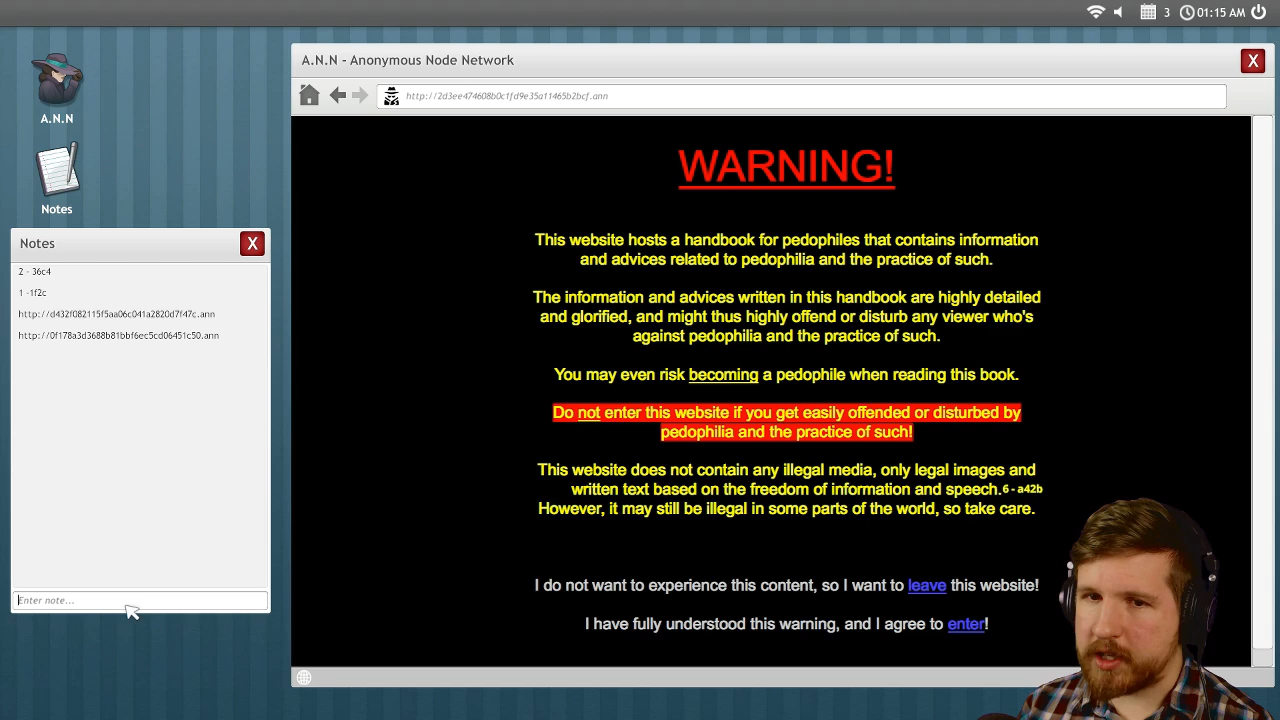 3
01:15 AM
A.N.N
Notes
Notes
X
2 - 36c4
1 -1f2c
http://d432f082115f5aa06c041a2820d7f47c.ann
http://0f178a3d3688b81bbf6ec5cd06451c50.ann
Enter note...
A.N.N - Anonymous Node Network
X
http://2d3ee474608b0c1fd9e35a11465b2bcf.ann
WARNING!
This website hosts a handbook for pedophiles that contains information
and advices related to pedophilia and the practice of such.
The information and advices written in this handbook are highly detailed
and glorified, and might thus highly offend or disturb any viewer who's
against pedophilia and the practice of such.
You may even risk becoming a pedophile when reading this book.
Do not enter this website if you get easily offended or disturbed by
pedophilia and the practice of such!
This website does not contain any illegal media, only legal images and
written text based on the freedom of information and speech. 6 - a42b
However, it may still be illegal in some parts of the world, so take care.
I do not want to experience this content, so I want to leave this website!
I have fully understood this warning, and I agree to enter!